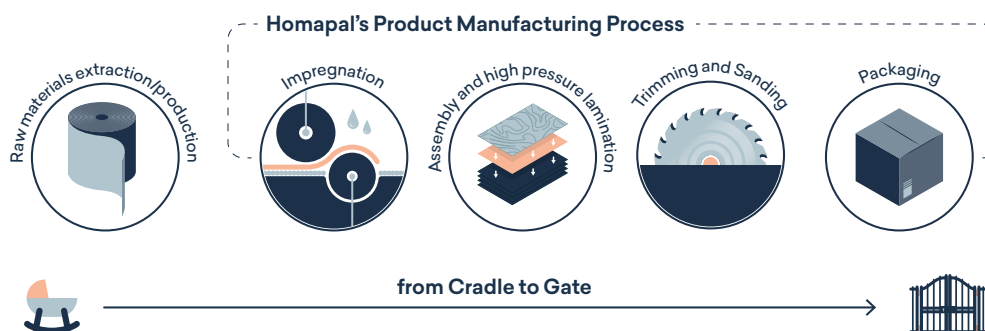 Homapal's Product Manufacturing Process
Raw materials extraction/production
Impregnation
Assembly and high pressure lamination
Trimming and Sanding
Packaging
from Cradle to Gate